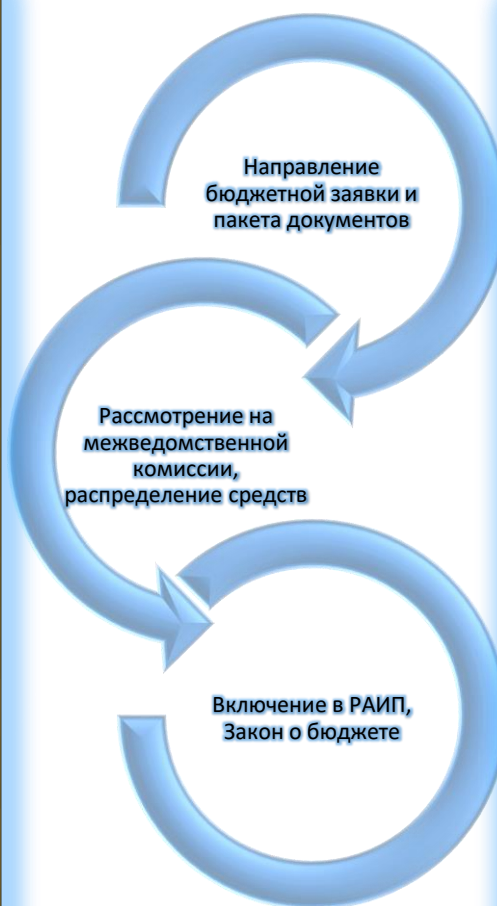 Направление
бюджетной заявки и
пакета документов
Рассмотрение на
межведомственной
комиссии,
распределение средств
Включение в РАИП,
Закон о бюджете